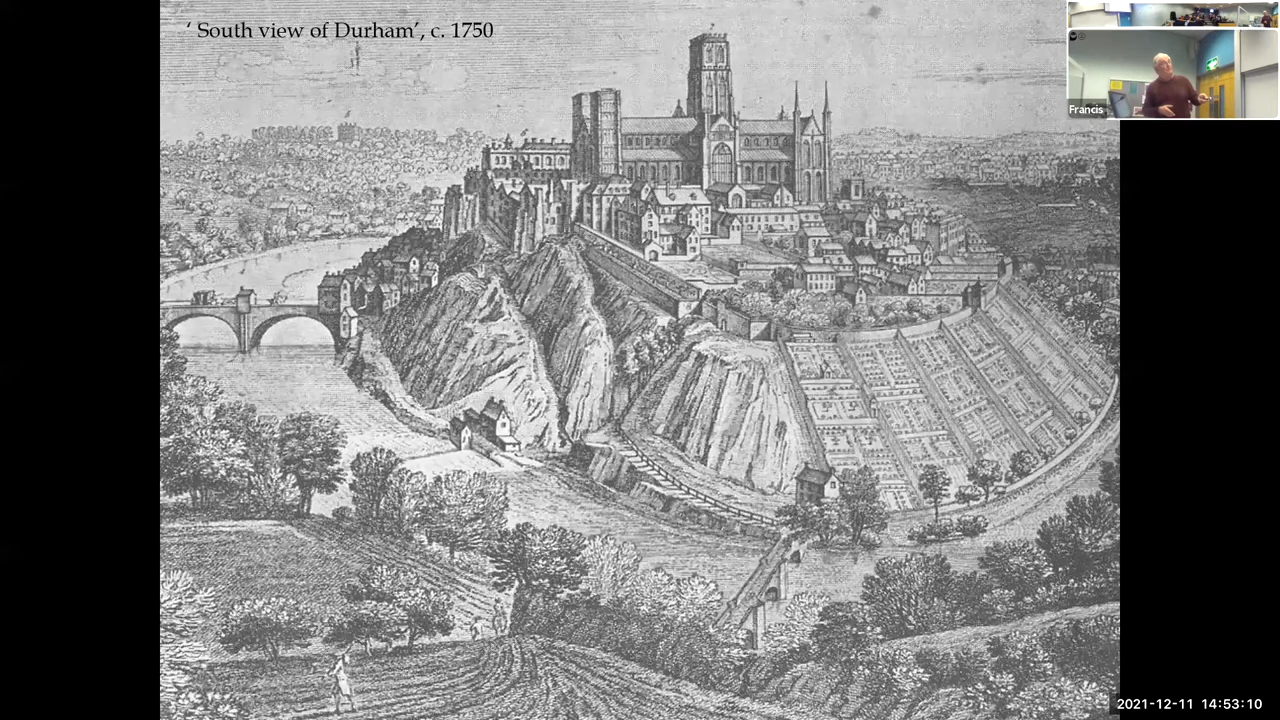 ‘ South view of Durham’, c. 1750
Francis
2021-12-11 14:53:10